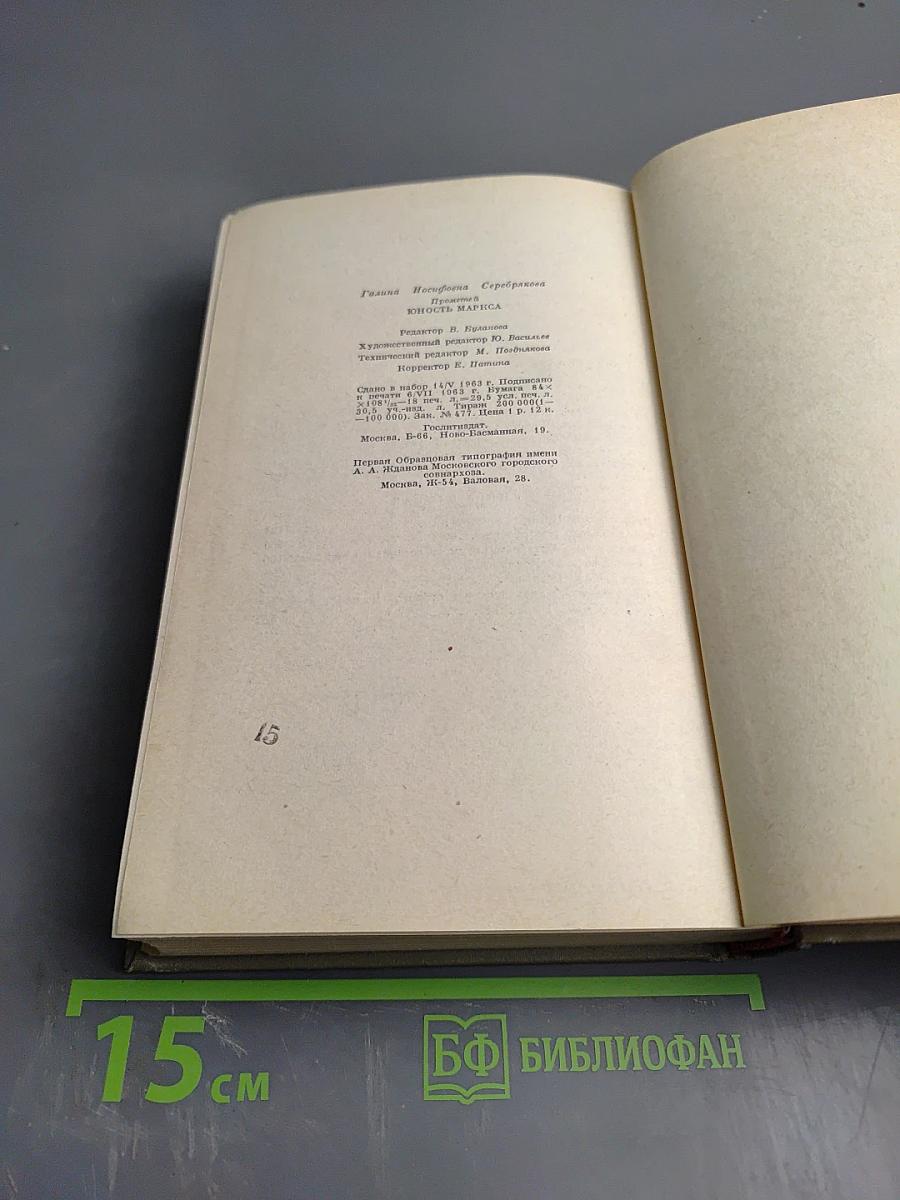 Галина Иосифовна Серебрякова
Прометей
ЮНОСТЬ МАРКСА
Редактор В. Буланова
Художественный редактор Ю. Васильев
Технический редактор М. Позднякова
Корректор Е. Патина
Сдано в набор 14/V 1963 г. Подписано
к печати 6/VII 1963 г. Бумага 84×
×108¹/₃₂—18 печ. л.=29,5 усл. печ. л.
30,5 уч.-изд. л. Тираж 200 000(1—
—100 000). Зак. № 477. Цена 1 р. 12 к.
Гослитиздат.
Москва, Б-66, Ново-Басманная, 19.
Первая Образцовая типография имени
А. А. Жданова Московского городского
совнархоза.
Москва, Ж-54, Валовая, 28.
15
15 см
БФ БИБЛИОФАН